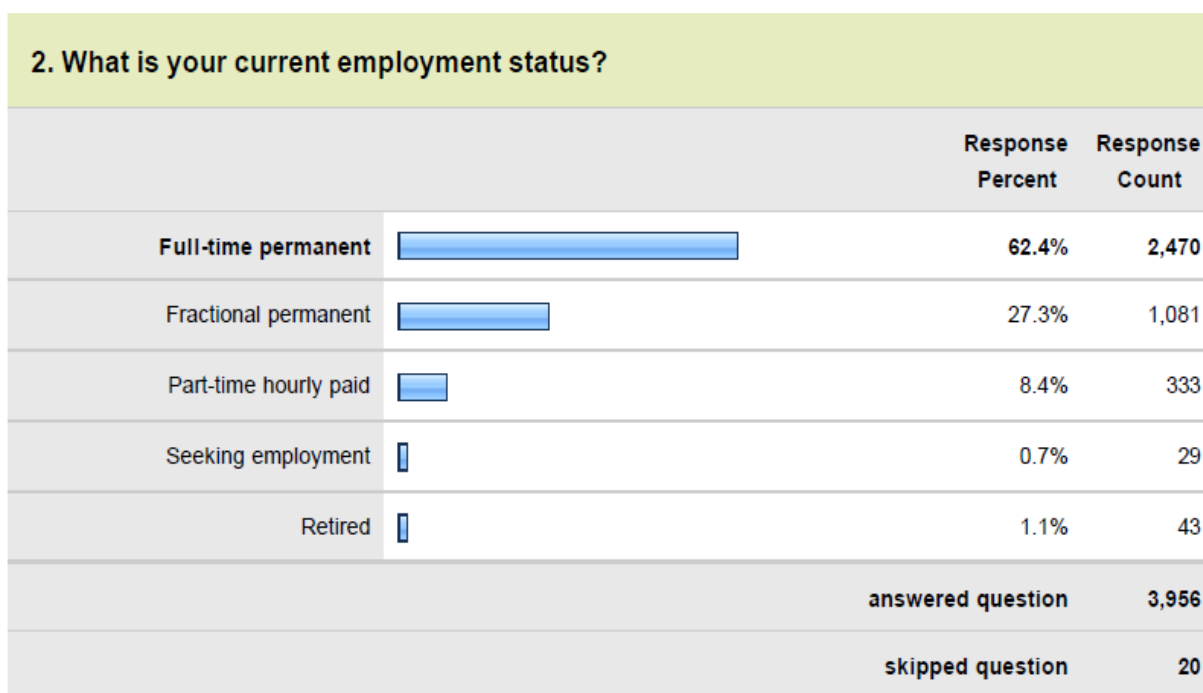 2. What is your current employment status?
Response Percent Response Count
Full-time permanent 62.4% 2,470
Fractional permanent 27.3% 1,081
Part-time hourly paid 8.4% 333
Seeking employment 0.7% 29
Retired 1.1% 43
answered question 3,956
skipped question 20